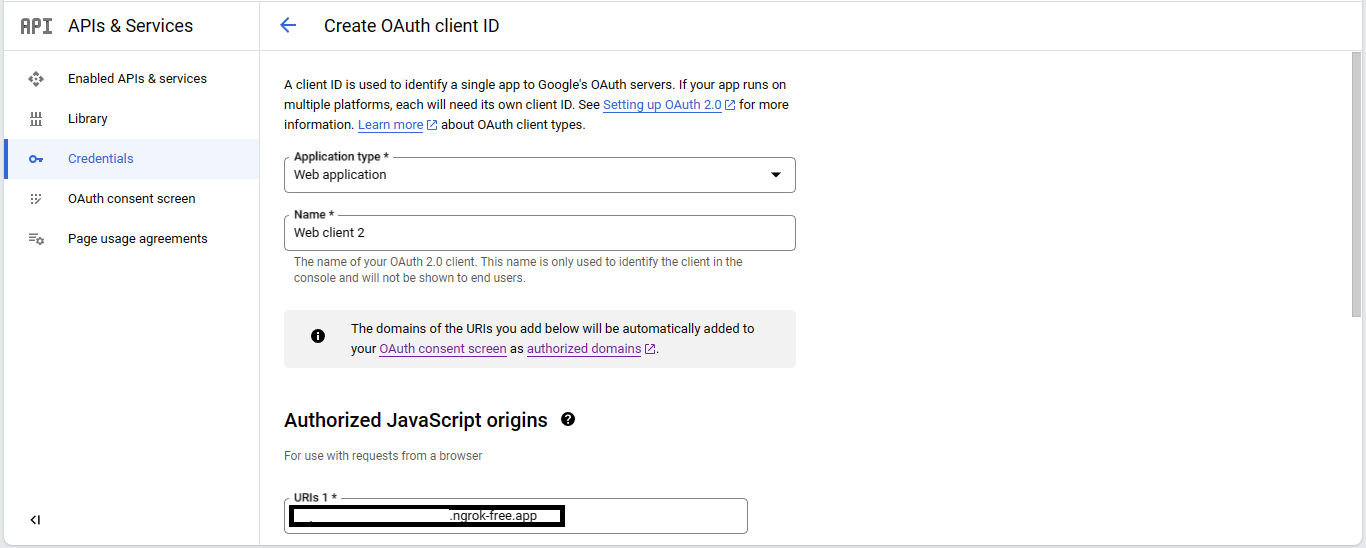 API APIs & Services
Create OAuth client ID
Enabled APIs & services
Library
Credentials
OAuth consent screen
Page usage agreements
A client ID is used to identify a single app to Google's OAuth servers. If your app runs on
multiple platforms, each will need its own client ID. See Setting up OAuth 2.0 for more
information. Learn more about OAuth client types.
Application type *
Web application
Name *
Web client 2
The name of your OAuth 2.0 client. This name is only used to identify the client in the
console and will not be shown to end users.
The domains of the URIs you add below will be automatically added to
your OAuth consent screen as authorized domains.
Authorized JavaScript origins
For use with requests from a browser
URIs 1 *
.ngrok-free.app